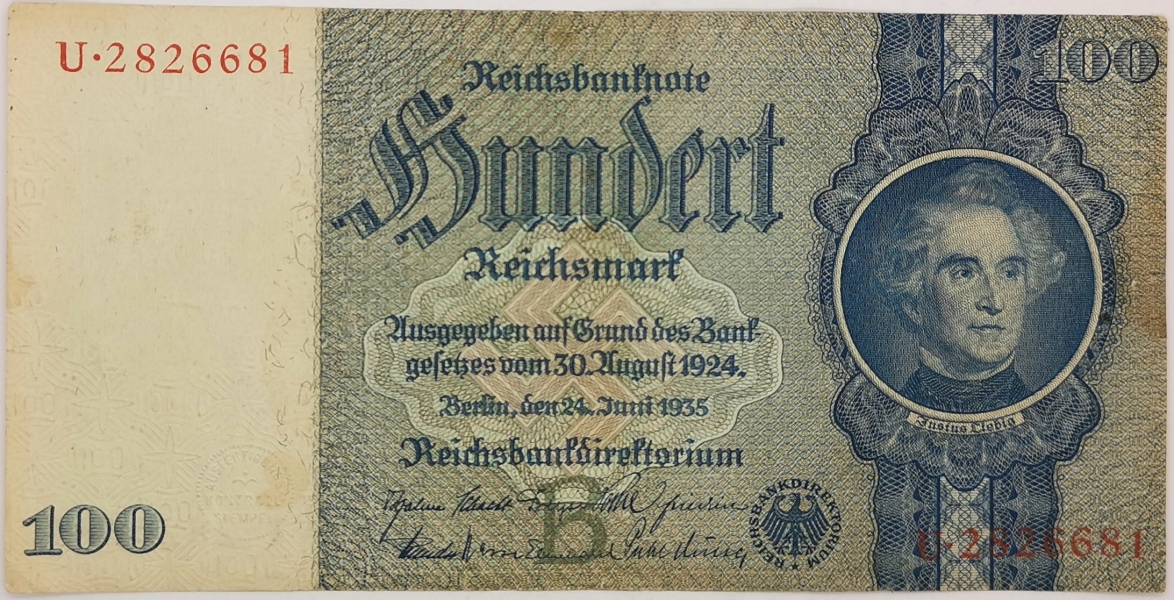 U·2826681
100
Reichsbanknote
Hundert
Reichsmark
Ausgegeben auf Grund des Bank-
gesetzes vom 30. August 1924.
Berlin, den 24. Juni 1935
Reichsbankdirektorium
B
REICHSBANKDIREKTORIUM
Justus Liebig
100
U·2826681